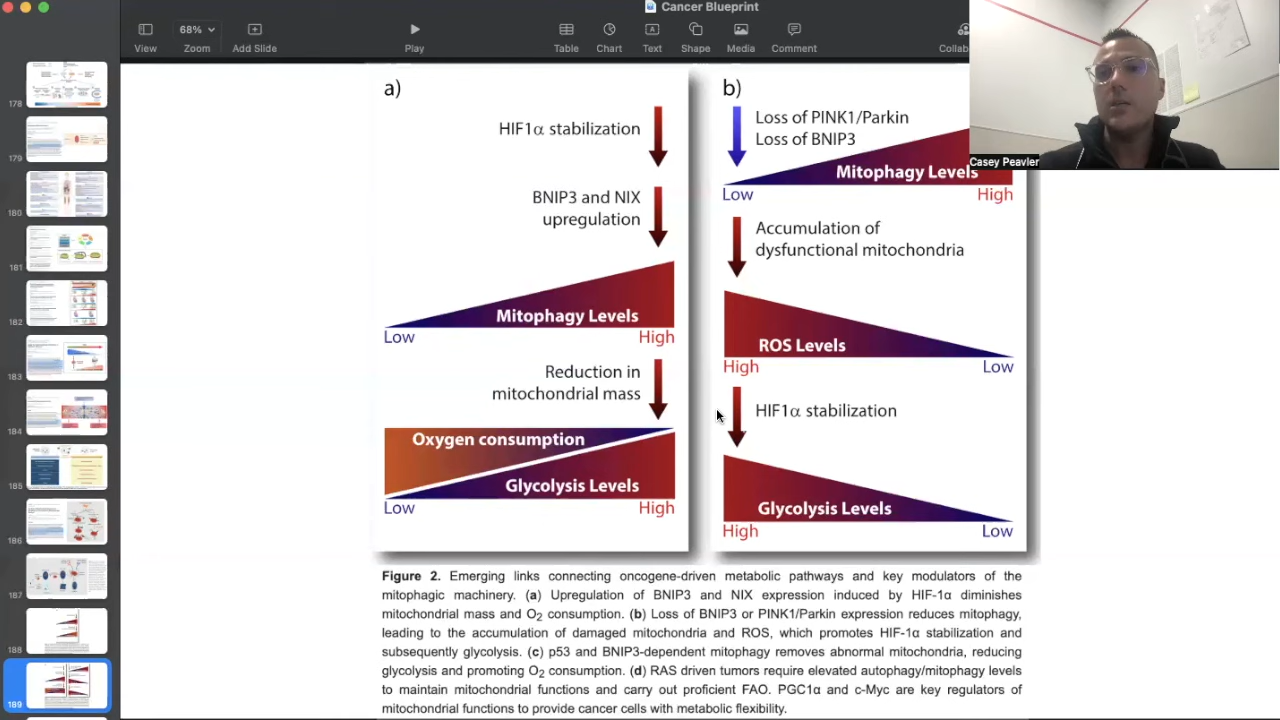 Cancer Blueprint
68%
View
Zoom
Add Slide
Play
Table
Chart
Text
Shape
Media
Comment
Collab
Casey Peavler
178
179
180
181
182
183
184
185
186
187
188
189
a)
HIF1α stabilization
BNIP3 and NIX
upregulation
Mitophagy Levels
Low
High
Reduction in
mitochondrial mass
Oxygen consumption
Glycolysis Levels
Low
High
b)
Loss of PINK1/Parkin
Loss of BNIP3
Mitophagy Levels
Low
High
Accumulation of
dysfunctional mitochondria
ROS Levels
High
Low
HIF1α stabilization
Glycolysis Levels
High
Low
Figure 2. Emerging links connecting oncogene-driven metabolic pathways and key modulators of the
mitophagic machinery. (a) Upregulation of BNIP3 and NIX expression induced by HIF-1α diminishes
mitochondrial mass and O2 consumption. (b) Loss of BNIP3 or PINK1/Parkin expression reduces mitophagy,
leading to the accumulation of damaged mitochondria and ROS, which promotes HIF-1α stabilization and
subsequently glycolysis. (c) p53 and BNIP3-dependent mitophagy removes abnormal mitochondria, reducing
glycolysis and promoting O2 consumption. (d) RAS driven tumors require elevated autophagy/mitophagy levels
to maintain mitochondrial functions and carry out proficient FAO. PGC1α and c-Myc are key regulators of
mitochondrial functions to provide cancer cells with metabolic flexibility.